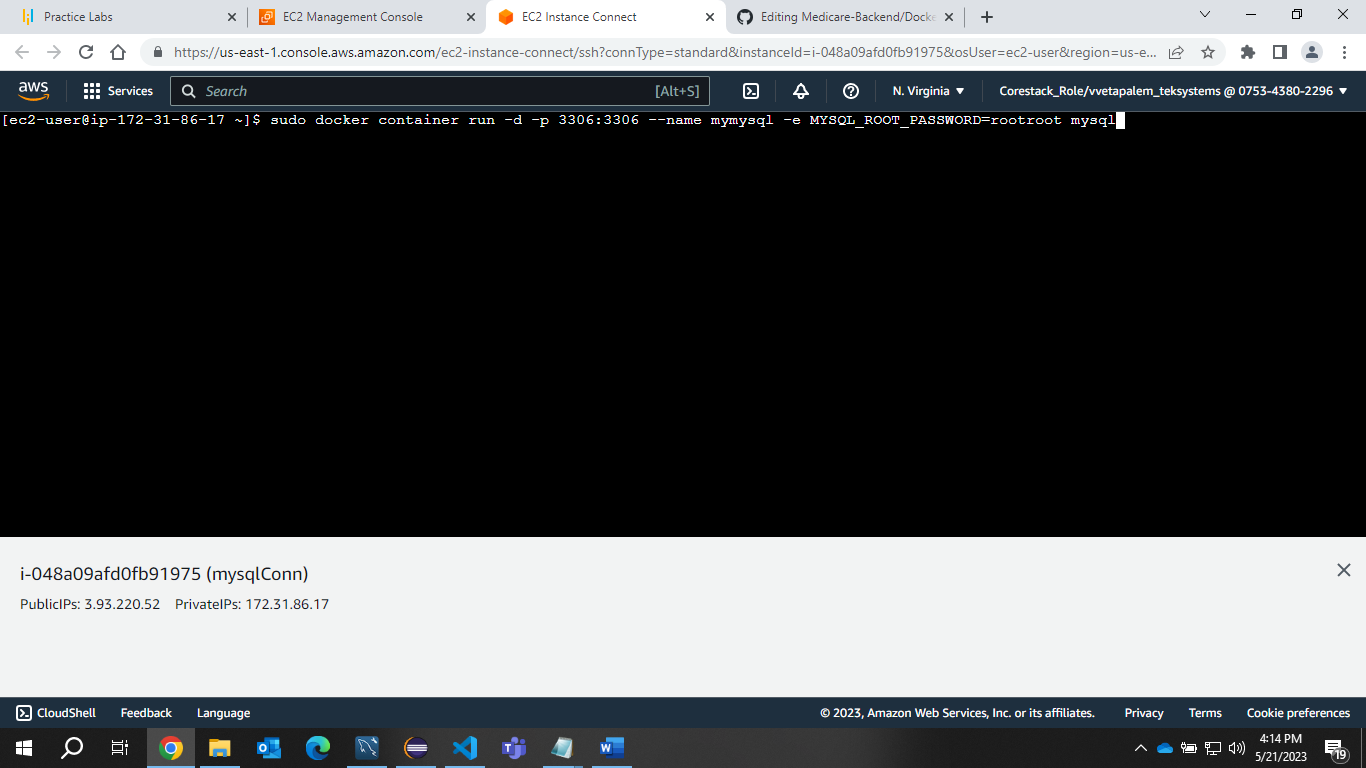 Practice Labs
EC2 Management Console
EC2 Instance Connect
Editing Medicare-Backend/Docke
https://us-east-1.console.aws.amazon.com/ec2-instance-connect/ssh?connType=standard&instanceId=i-048a09afd0fb91975&osUser=ec2-user&region=us-e...
aws
Services
Search
[Alt+S]
N. Virginia
Corestack_Role/vvetapalem_teksystems @ 0753-4380-2296
[ec2-user@ip-172-31-86-17 ~]$ sudo docker container run -d -p 3306:3306 --name mymysql -e MYSQL_ROOT_PASSWORD=rootroot mysql
i-048a09afd0fb91975 (mysqlConn)
PublicIPs: 3.93.220.52 PrivateIPs: 172.31.86.17
CloudShell
Feedback
Language
© 2023, Amazon Web Services, Inc. or its affiliates.
Privacy
Terms
Cookie preferences
4:14 PM
5/21/2023
19